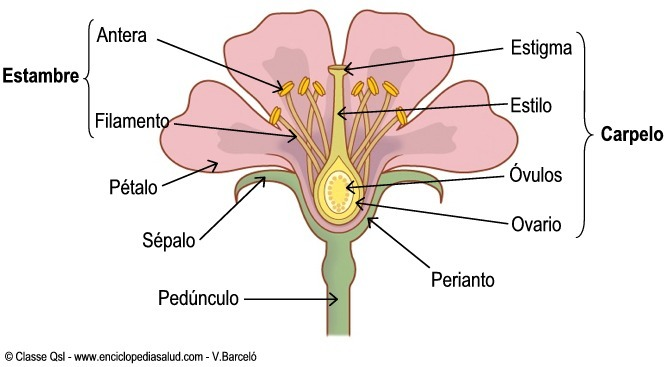 Antera
Estambre
Filamento
Pétalo
Sépalo
Pedúnculo
Estigma
Estilo
Carpelo
Óvulos
Ovario
Perianto
© Classe Qsl - www.enciclopediasalud.com - V.Barceló